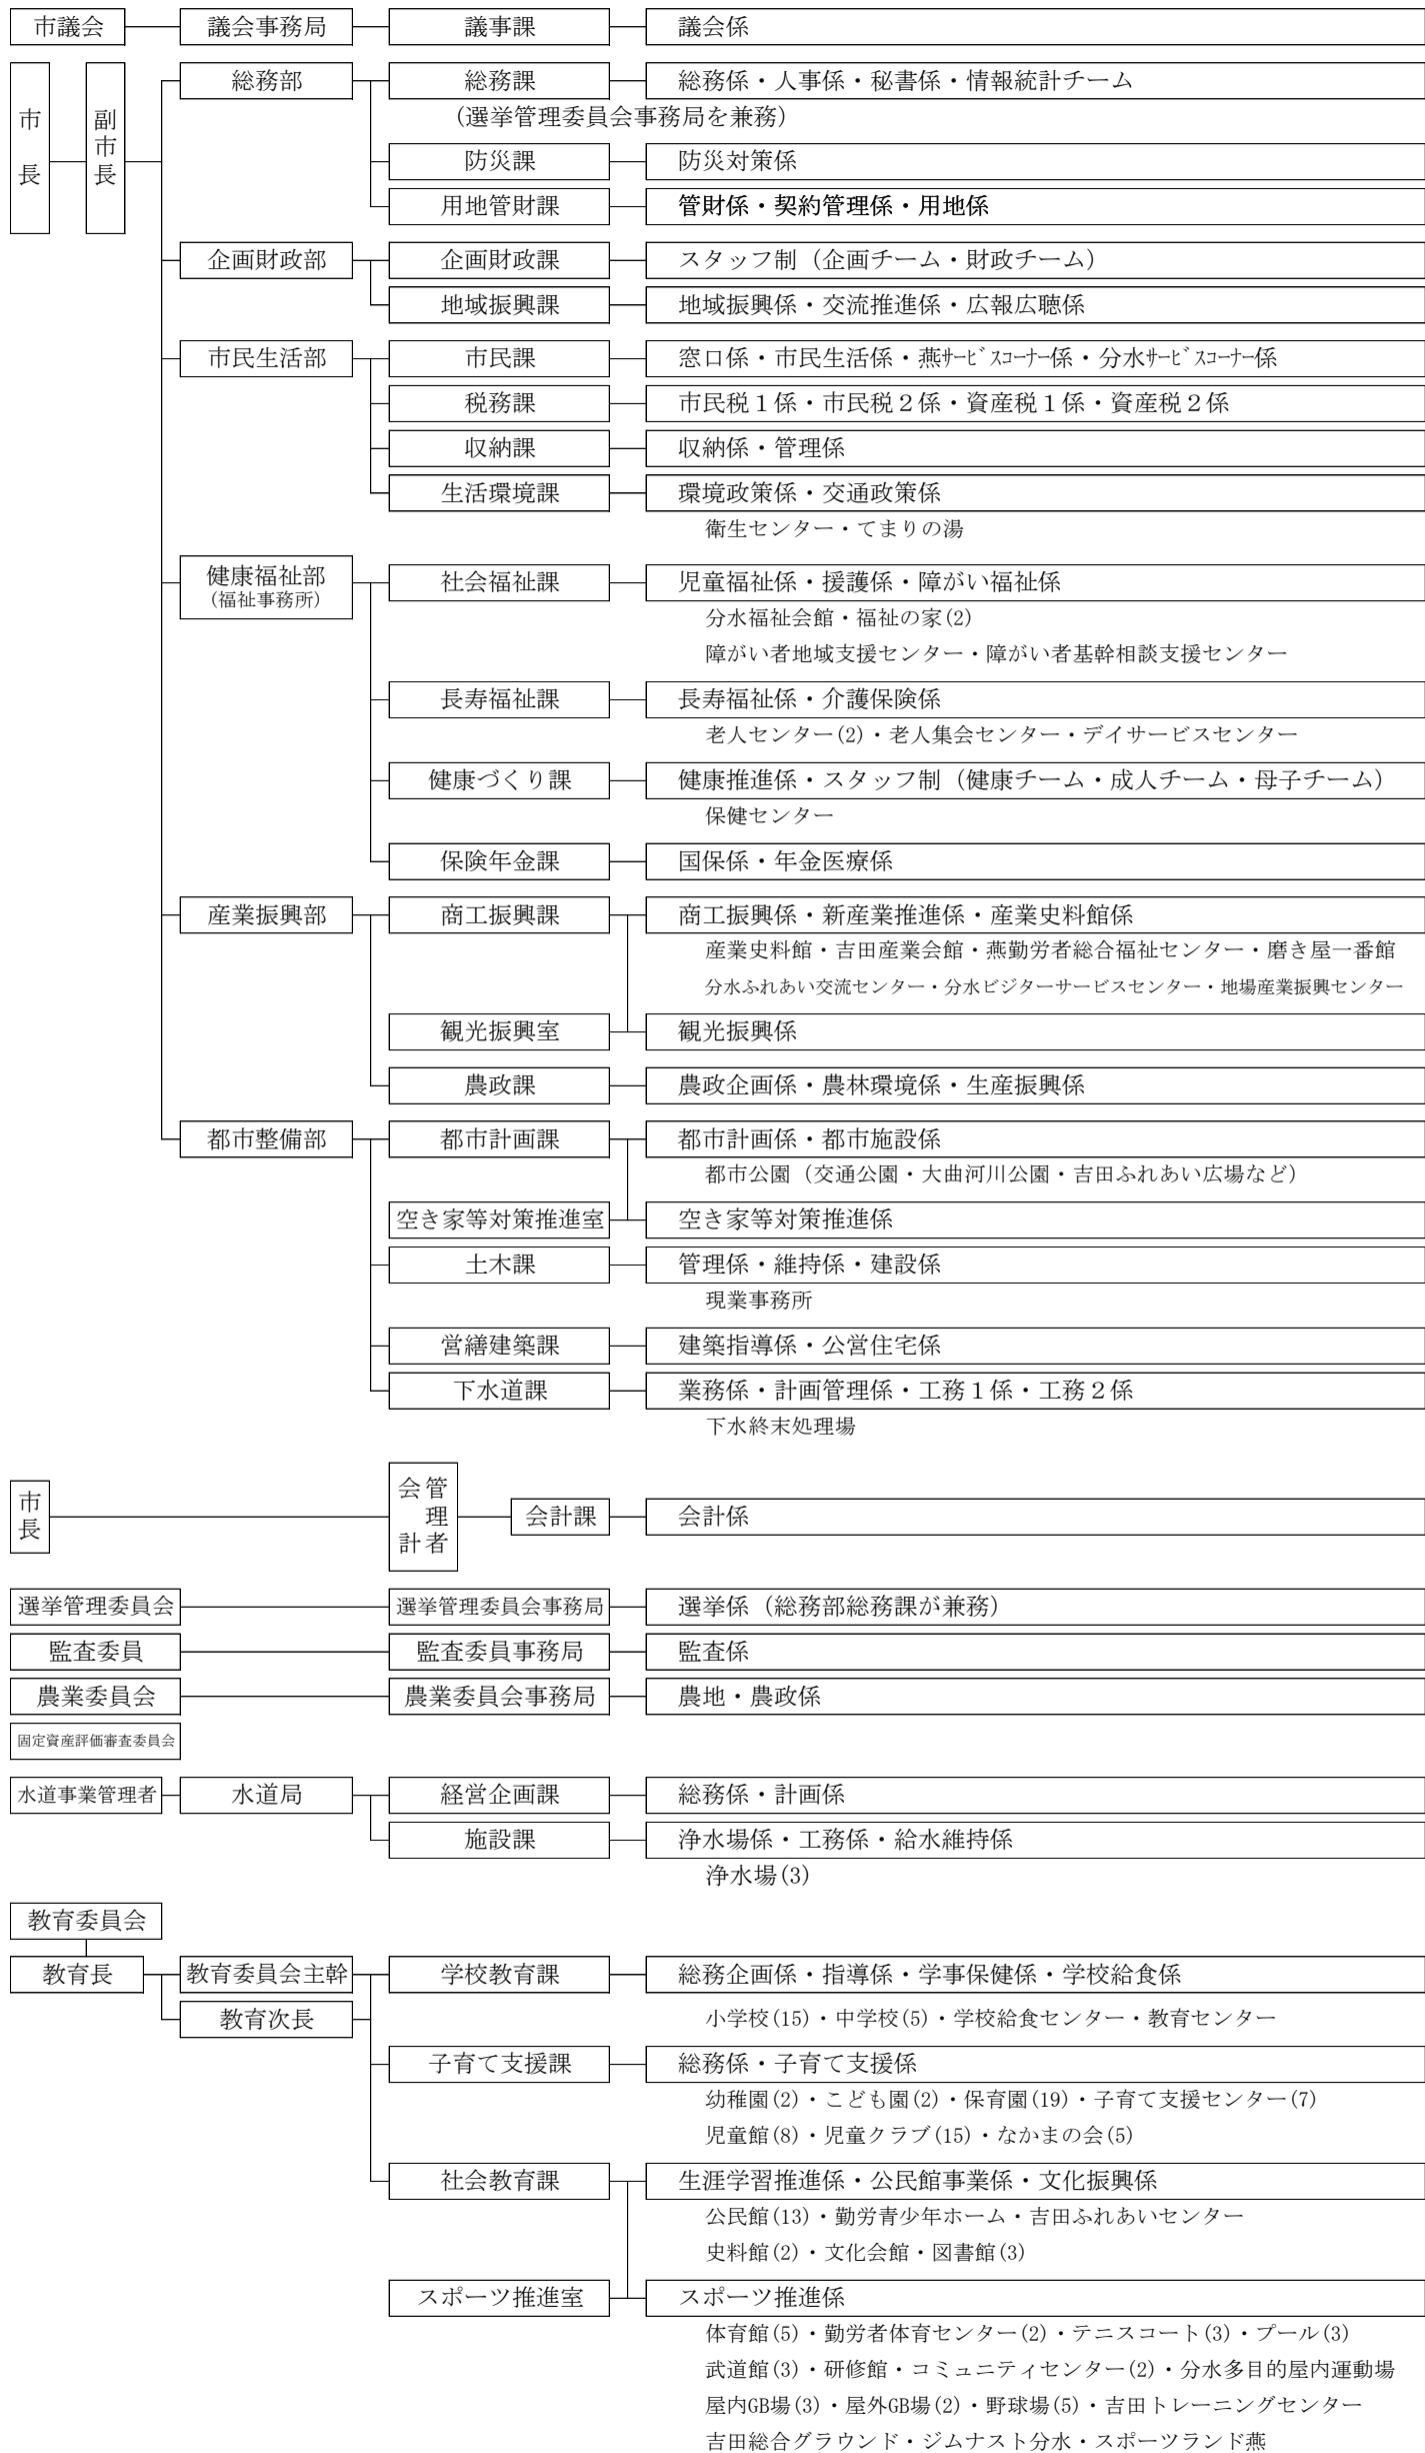 市議会 議会事務局 議事課 議会係
市長 副市長 総務部 総務課 総務係・人事係・秘書係・情報統計チーム
(選挙管理委員会事務局を兼務)
防災課 防災対策係
用地管財課 管財係・契約管理係・用地係
企画財政部 企画財政課 スタッフ制（企画チーム・財政チーム）
地域振興課 地域振興係・交流推進係・広報広聴係
市民生活部 市民課 窓口係・市民生活係・燕ｻｰﾋﾞｽｺｰﾅｰ係・分水ｻｰﾋﾞｽｺｰﾅｰ係
税務課 市民税１係・市民税２係・資産税１係・資産税２係
収納課 収納係・管理係
生活環境課 環境政策係・交通政策係
衛生センター・てまりの湯
健康福祉部 社会福祉課 児童福祉係・援護係・障がい福祉係
(福祉事務所)
分水福祉会館・福祉の家(2)
障がい者地域支援センター・障がい者基幹相談支援センター
長寿福祉課 長寿福祉係・介護保険係
老人センター(2)・老人集会センター・デイサービスセンター
健康づくり課 健康推進係・スタッフ制（健康チーム・成人チーム・母子チーム）
保健センター
保険年金課 国保係・年金医療係
産業振興部 商工振興課 商工振興係・新産業推進係・産業史料館係
産業史料館・吉田産業会館・燕勤労者総合福祉センター・磨き屋一番館
分水ふれあい交流センター・分水ビジターサービスセンター・地場産業振興センター
観光振興室 観光振興係
農政課 農政企画係・農林環境係・生産振興係
都市整備部 都市計画課 都市計画係・都市施設係
都市公園（交通公園・大曲河川公園・吉田ふれあい広場など）
空き家等対策推進室 空き家等対策推進係
土木課 管理係・維持係・建設係
現業事務所
営繕建築課 建築指導係・公営住宅係
下水道課 業務係・計画管理係・工務１係・工務２係
下水終末処理場
市長 会計管理者 会計課 会計係
選挙管理委員会 選挙管理委員会事務局 選挙係（総務部総務課が兼務）
監査委員 監査委員事務局 監査係
農業委員会 農業委員会事務局 農地・農政係
固定資産評価審査委員会
水道事業管理者 水道局 経営企画課 総務係・計画係
施設課 浄水場係・工務係・給水維持係
浄水場(3)
教育委員会
教育長 教育委員会主幹 学校教育課 総務企画係・指導係・学事保健係・学校給食係
教育次長 小学校(15)・中学校(5)・学校給食センター・教育センター
子育て支援課 総務係・子育て支援係
幼稚園(2)・こども園(2)・保育園(19)・子育て支援センター(7)
児童館(8)・児童クラブ(15)・なかまの会(5)
社会教育課 生涯学習推進係・公民館事業係・文化振興係
公民館(13)・勤労青少年ホーム・吉田ふれあいセンター
史料館(2)・文化会館・図書館(3)
スポーツ推進室 スポーツ推進係
体育館(5)・勤労者体育センター(2)・テニスコート(3)・プール(3)
武道館(3)・研修館・コミュニティセンター(2)・分水多目的屋内運動場
屋内GB場(3)・屋外GB場(2)・野球場(5)・吉田トレーニングセンター
吉田総合グラウンド・ジムナスト分水・スポーツランド燕